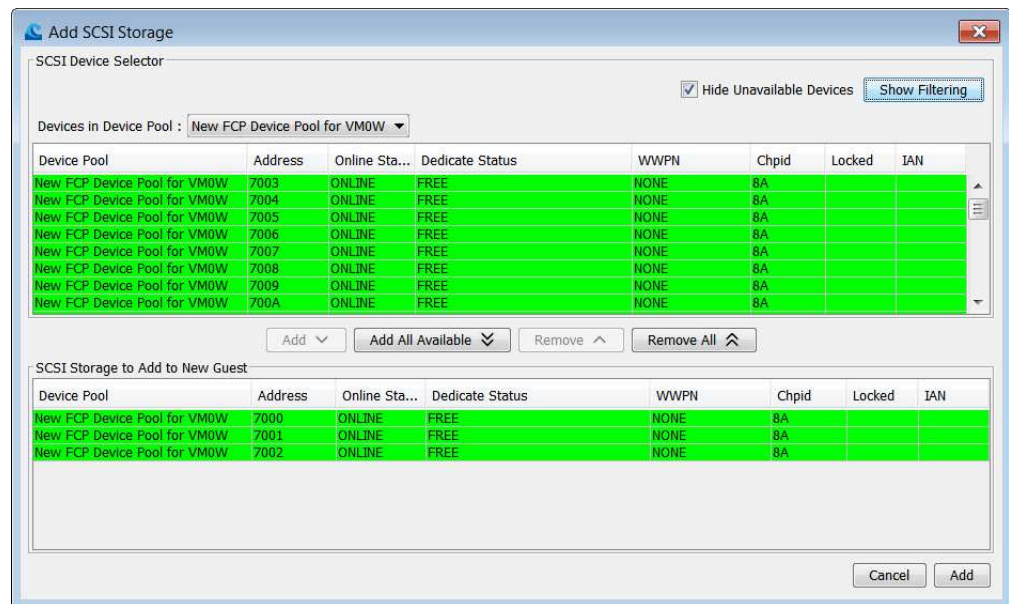 Add SCSI Storage
SCSI Device Selector
Hide Unavailable Devices Show Filtering
Devices in Device Pool : New FCP Device Pool for VM0W
Device Pool Address Online Sta... Dedicate Status WWPN Chpid Locked IAN
New FCP Device Pool for VM0W 7003 ONLINE FREE NONE 8A
New FCP Device Pool for VM0W 7004 ONLINE FREE NONE 8A
New FCP Device Pool for VM0W 7005 ONLINE FREE NONE 8A
New FCP Device Pool for VM0W 7006 ONLINE FREE NONE 8A
New FCP Device Pool for VM0W 7007 ONLINE FREE NONE 8A
New FCP Device Pool for VM0W 7008 ONLINE FREE NONE 8A
New FCP Device Pool for VM0W 7009 ONLINE FREE NONE 8A
New FCP Device Pool for VM0W 700A ONLINE FREE NONE 8A
Add Add All Available Remove Remove All
SCSI Storage to Add to New Guest
Device Pool Address Online Sta... Dedicate Status WWPN Chpid Locked IAN
New FCP Device Pool for VM0W 7000 ONLINE FREE NONE 8A
New FCP Device Pool for VM0W 7001 ONLINE FREE NONE 8A
New FCP Device Pool for VM0W 7002 ONLINE FREE NONE 8A
Cancel Add